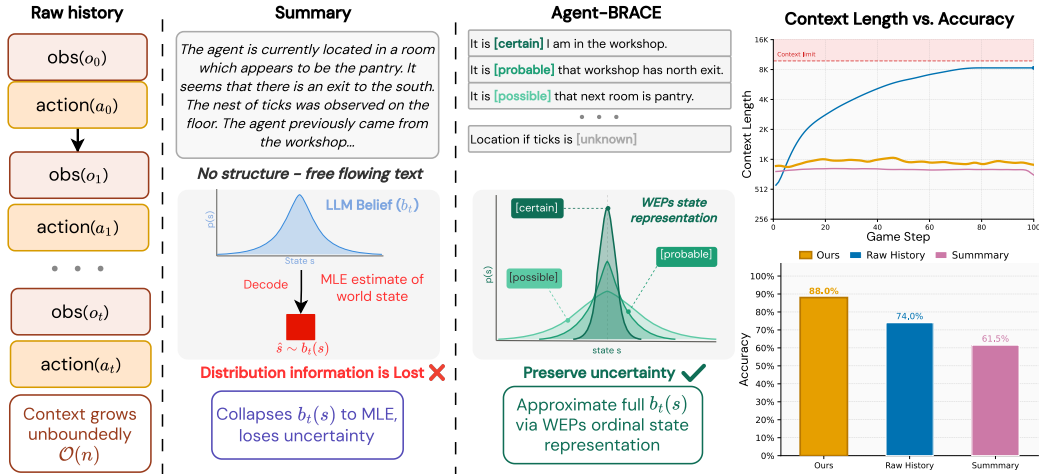 Raw history
obs(o₀)
action(a₀)
obs(o₁)
action(a₁)
• • •
obs(oₜ)
action(aₜ)
Context grows
unboundedly
𝒪(n)
Summary
The agent is currently located in a room
which appears to be the pantry. It
seems that there is an exit to the south.
The nest of ticks was observed on the
floor. The agent previously came from
the workshop...
No structure – free flowing text
LLM Belief (bₜ)
p(s)
State s
Decode
MLE estimate of
world state
ŝ ∼ bₜ(s)
Distribution information is Lost
Collapses bₜ(s) to MLE,
loses uncertainty
Agent-BRACE
It is [certain] I am in the workshop.
It is [probable] that workshop has north exit.
It is [possible] that next room is pantry.
• • •
Location if ticks is [unknown]
WEPs state
representation
[certain]
[probable]
[possible]
p(s)
state s
Preserve uncertainty
Approximate full bₜ(s)
via WEPs ordinal state
representation
Context Length vs. Accuracy
16K
8K
4K
2K
1K
512
256
Context limit
Context Length
0
20
40
60
80
100
Game Step
Ours
Raw History
Summmary
100%
90%
80%
70%
60%
50%
40%
30%
20%
10%
0%
Accuracy
88.0%
74,0%
61.5%
Ours
Raw History
Summmary